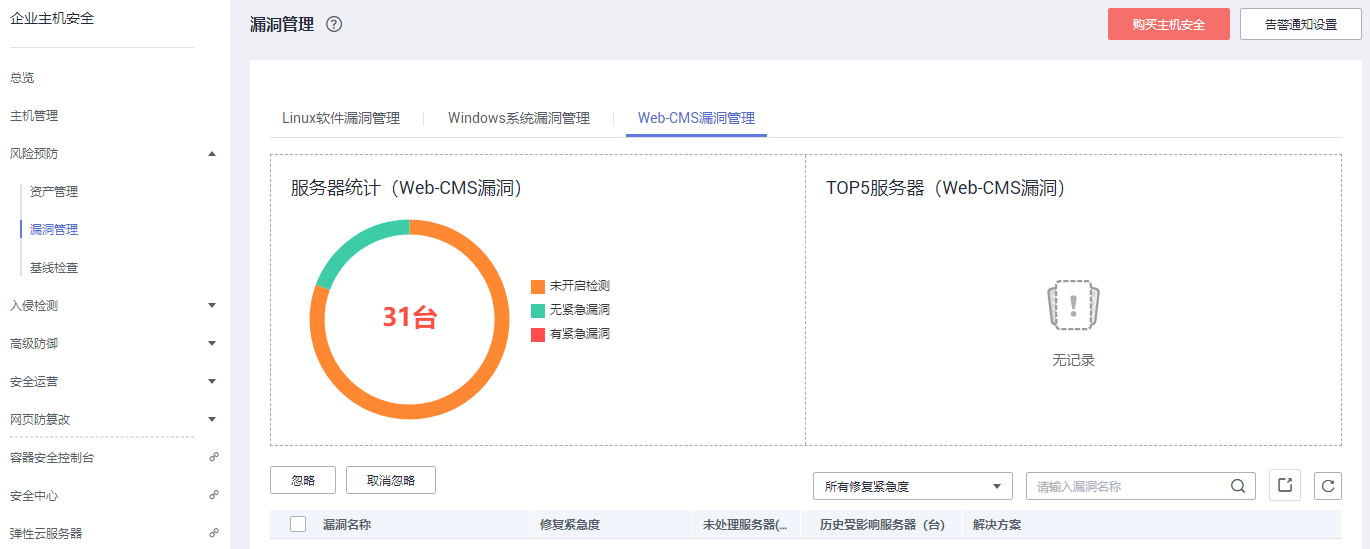 企业主机安全
总览
主机管理
风险预防
资产管理
漏洞管理
基线检查
入侵检测
高级防御
安全运营
网页防篡改
容器安全控制台
安全中心
弹性云服务器
漏洞管理 ?
购买主机安全
告警通知设置
Linux软件漏洞管理
Windows系统漏洞管理
Web-CMS漏洞管理
服务器统计（Web-CMS漏洞）
31台
未开启检测
无紧急漏洞
有紧急漏洞
TOP5服务器（Web-CMS漏洞）
无记录
忽略
取消忽略
所有修复紧急度
请输入漏洞名称
漏洞名称
修复紧急度
未处理服务器(...
历史受影响服务器（台）
解决方案